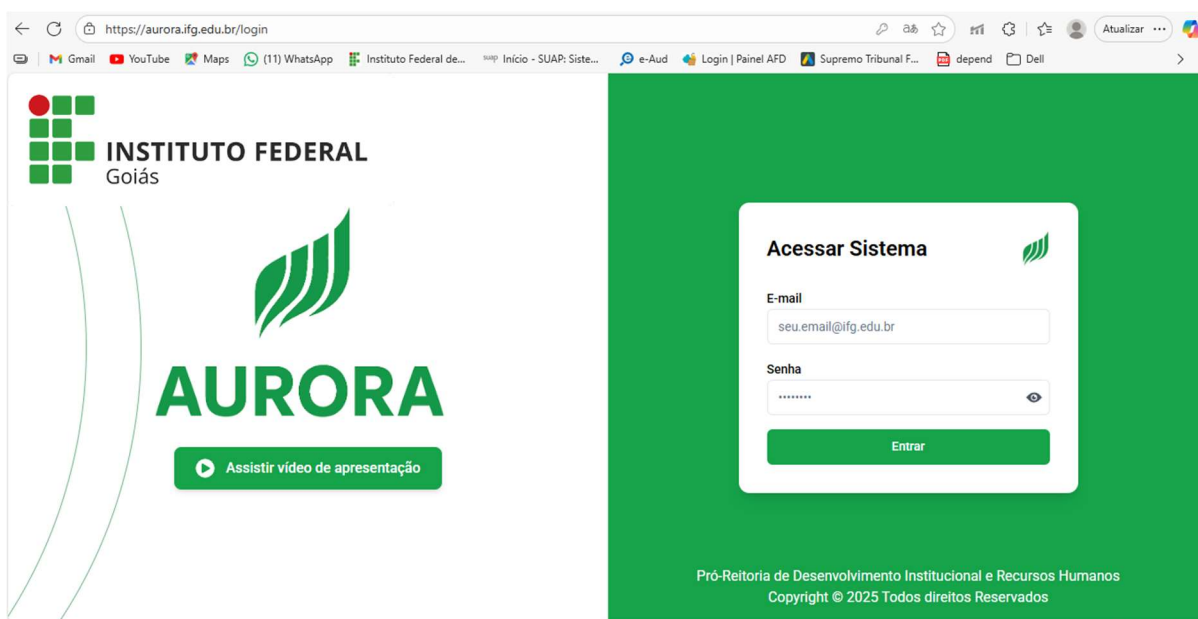 https://aurora.ifg.edu.br/login
Atualizar
Gmail YouTube Maps (11) WhatsApp Instituto Federal de... suap Início - SUAP: Siste... e-Aud Login | Painel AFD Supremo Tribunal F... depend Dell
INSTITUTO FEDERAL
Goiás
AURORA
Assistir vídeo de apresentação
Acessar Sistema
E-mail
seu.email@ifg.edu.br
Senha
Entrar
Pró-Reitoria de Desenvolvimento Institucional e Recursos Humanos
Copyright © 2025 Todos direitos Reservados